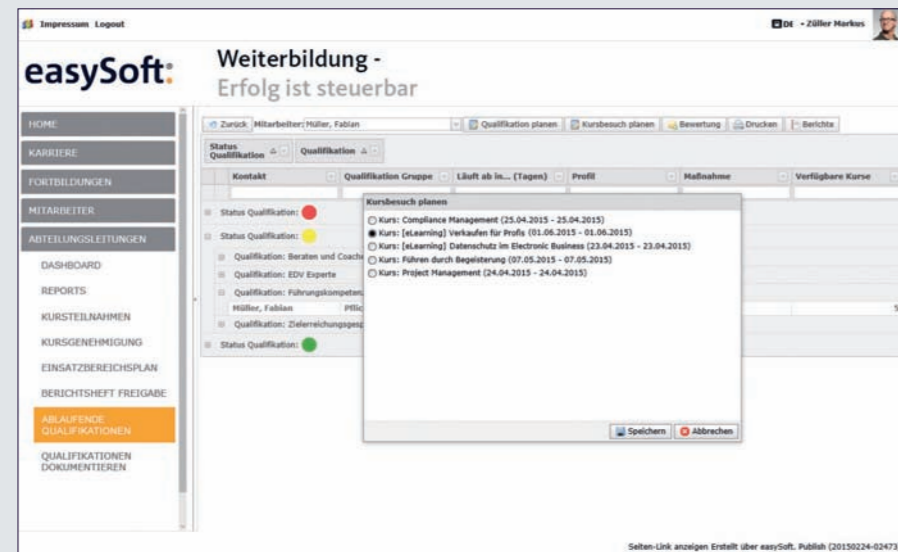 Impressum Logout
DE - Züller Markus
easySoft:
Weiterbildung -
Erfolg ist steuerbar
HOME
KARRIERE
FORTBILDUNGEN
MITARBEITER
ABTEILUNGSLEITUNGEN
DASHBOARD
REPORTS
KURSTEILNAHMEN
KURSGENEHMIGUNG
EINSATZBEREICHSPLAN
BERICHTSHEFT FREIGABE
ABLAUFENDE
QUALIFIKATIONEN
QUALIFIKATIONEN
DOKUMENTIEREN
Zurück Mitarbeiter: Müller, Fabian Qualifikation planen Kursbesuch planen Bewertung Drucken Berichte
Status
Qualifikation Qualifikation
Kontakt Qualifikation Gruppe Läuft ab in... (Tagen) Profil Maßnahme Verfügbare Kurse
Status Qualifikation:
Status Qualifikation:
Qualifikation: Beraten und Coache
Qualifikation: EDV Experte
Qualifikation: Führungskompeten
Müller, Fabian Pflic 5
Qualifikation: Zielerreichungsgesp
Status Qualifikation:
Kursbesuch planen
Kurs: Compliance Management (25.04.2015 - 25.04.2015)
Kurs: [eLearning] Verkaufen für Profis (01.06.2015 - 01.06.2015)
Kurs: [eLearning] Datenschutz im Electronic Business (23.04.2015 - 23.04.2015)
Kurs: Führen durch Begeisterung (07.05.2015 - 07.05.2015)
Kurs: Project Management (24.04.2015 - 24.04.2015)
Speichern Abbrechen
Seiten-Link anzeigen Erstellt über easySoft. Publish (20150224-02473